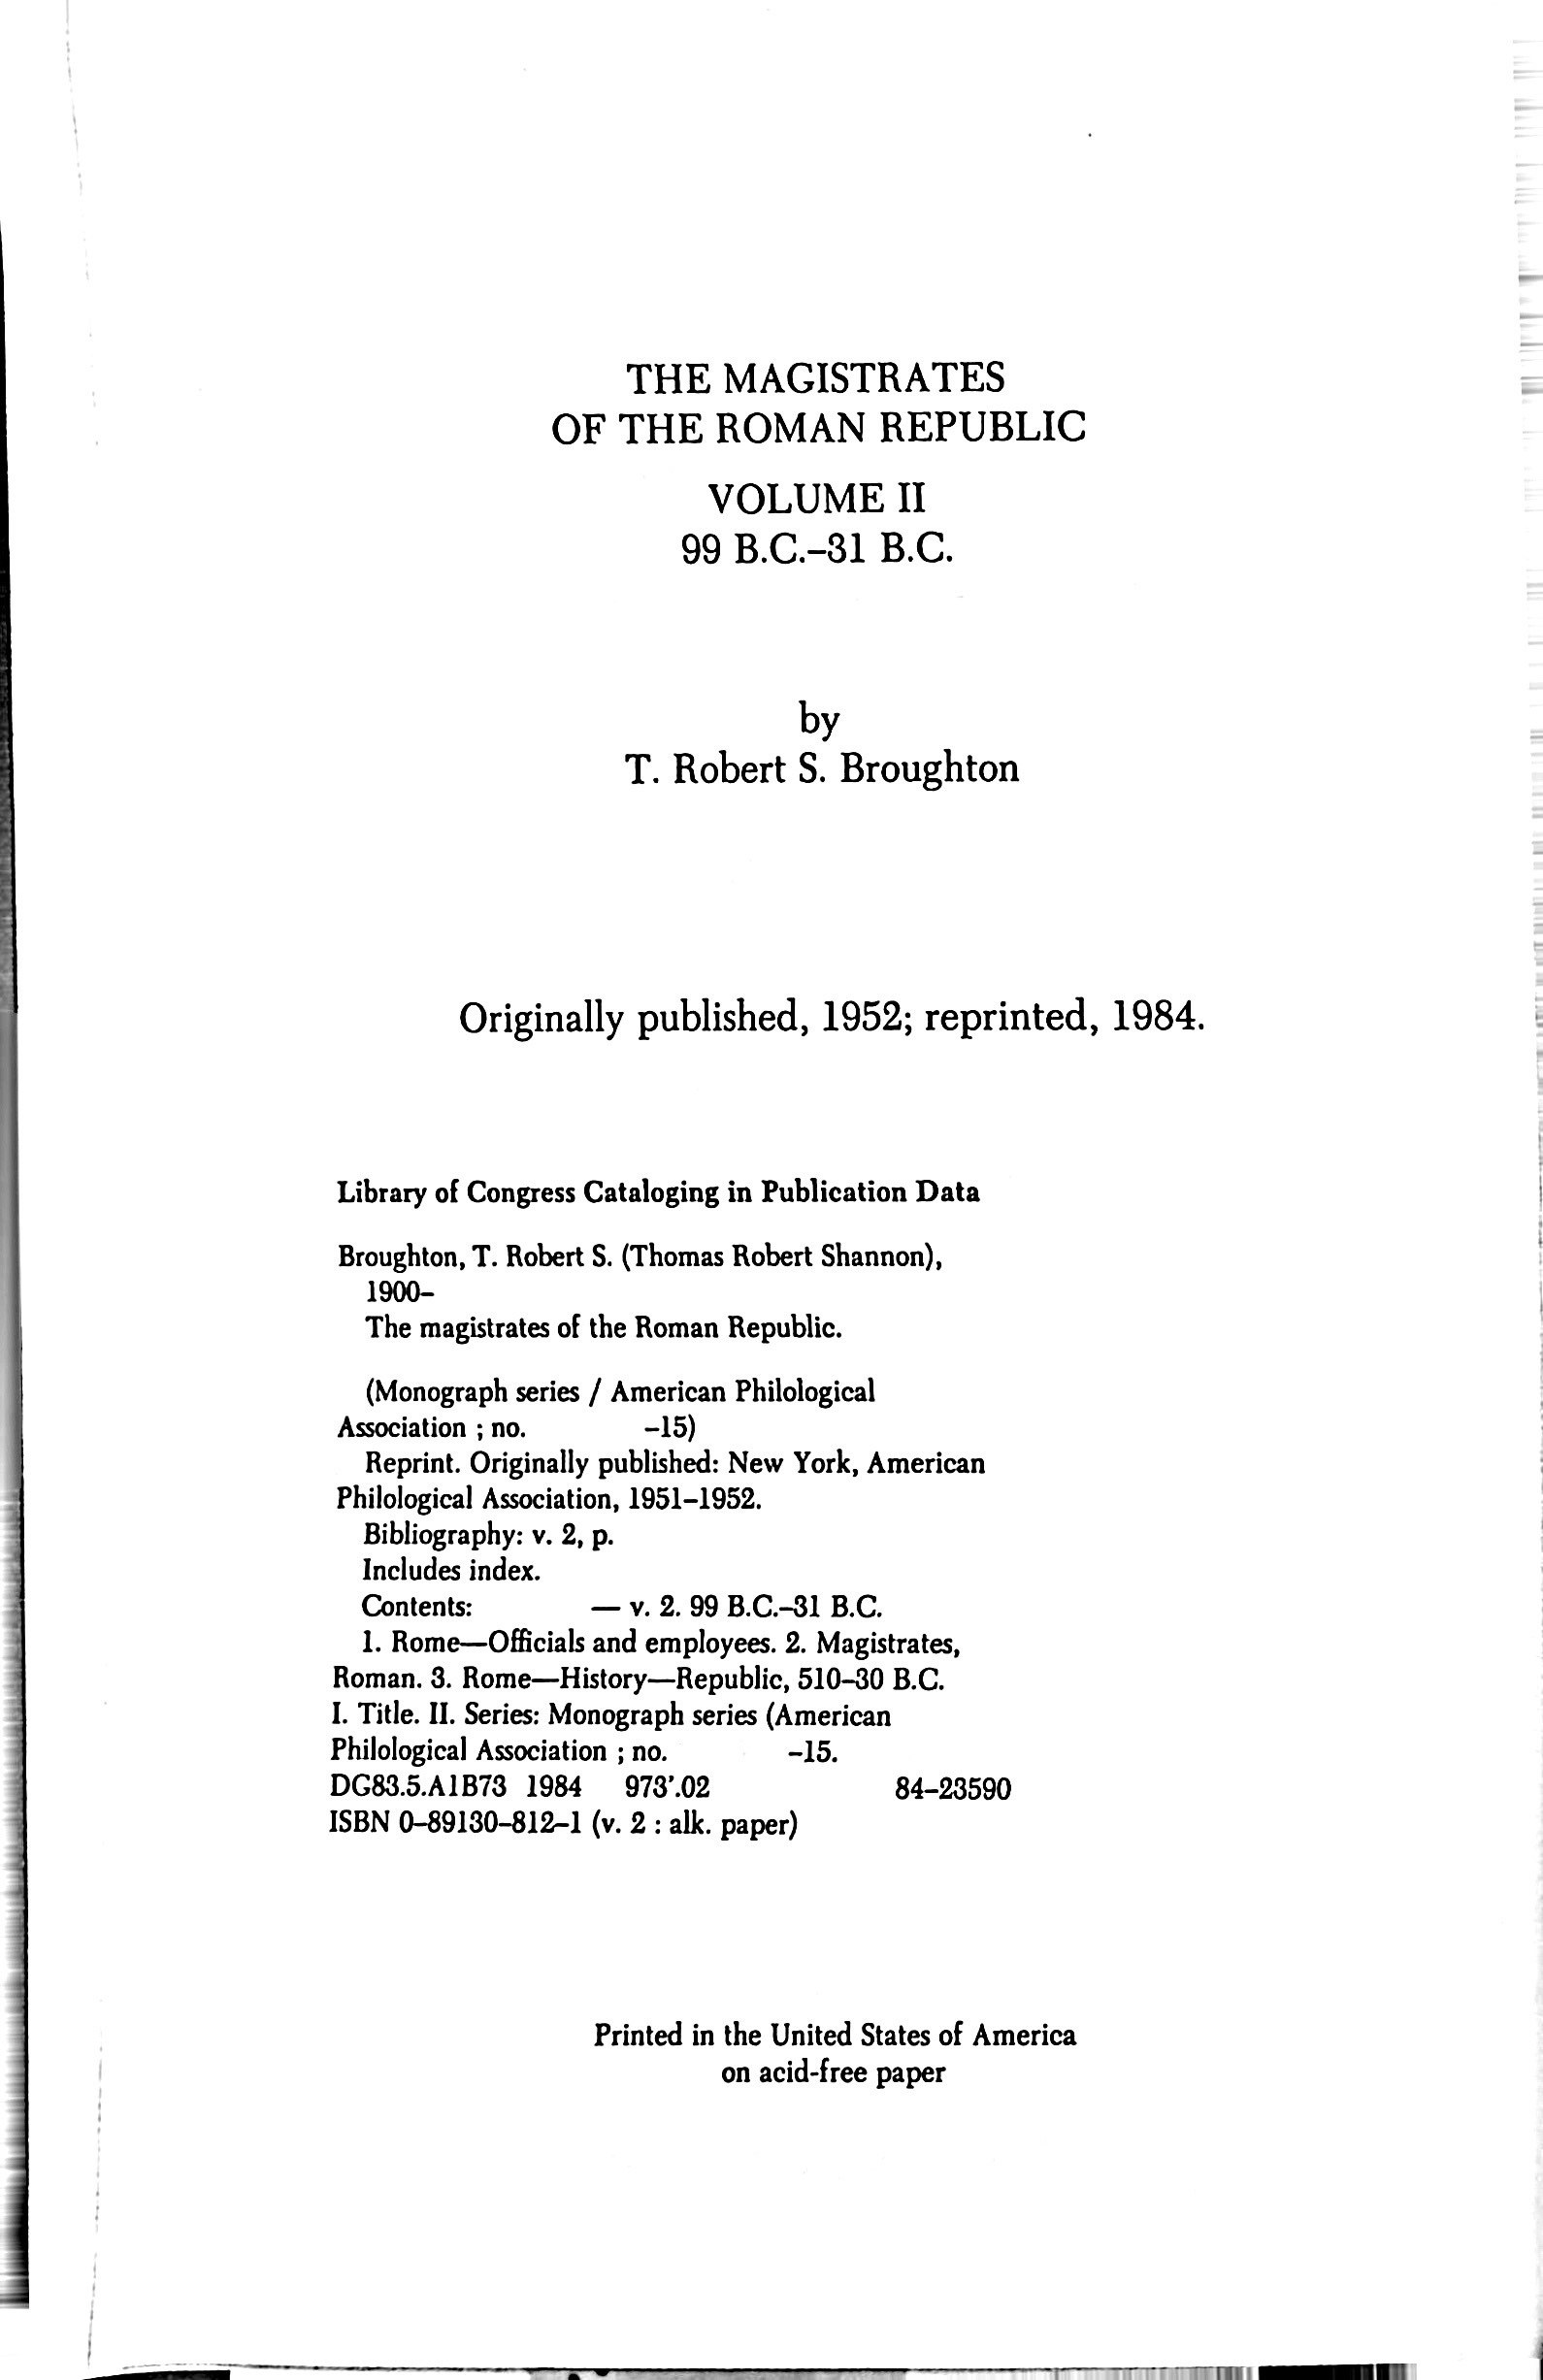 THE MAGISTRATES
OF THE ROMAN REPUBLIC
VOLUME II
99 B.C.–31 B.C.
by
T. Robert S. Broughton
Originally published, 1952; reprinted, 1984.
Library of Congress Cataloging in Publication Data
Broughton, T. Robert S. (Thomas Robert Shannon),
1900–
The magistrates of the Roman Republic.
(Monograph series / American Philological
Association ; no. –15)
Reprint. Originally published: New York, American
Philological Association, 1951–1952.
Bibliography: v. 2, p.
Includes index.
Contents: — v. 2. 99 B.C.–31 B.C.
1. Rome—Officials and employees. 2. Magistrates,
Roman. 3. Rome—History—Republic, 510–30 B.C.
I. Title. II. Series: Monograph series (American
Philological Association ; no. –15.
DG83.5.A1B73 1984 973'.02 84–23590
ISBN 0–89130–812–1 (v. 2 : alk. paper)
Printed in the United States of America
on acid-free paper